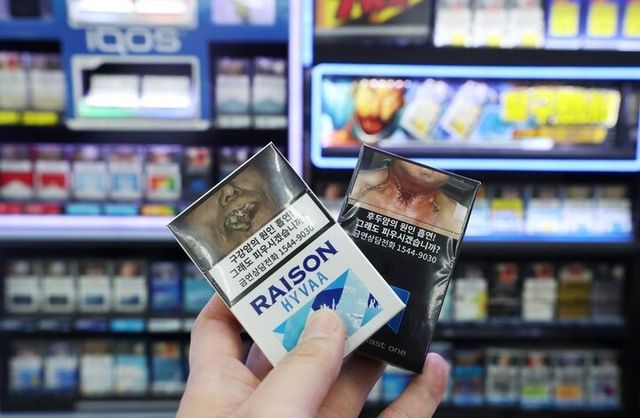 IQOS
구강암의 원인 흡연!
그래도 피우시겠습니까?
금연상담전화 1544-9030
RAISON
HYVAA
후두암의 원인 흡연!
그래도 피우시겠습니까?
금연상담전화 1544-9030
last one